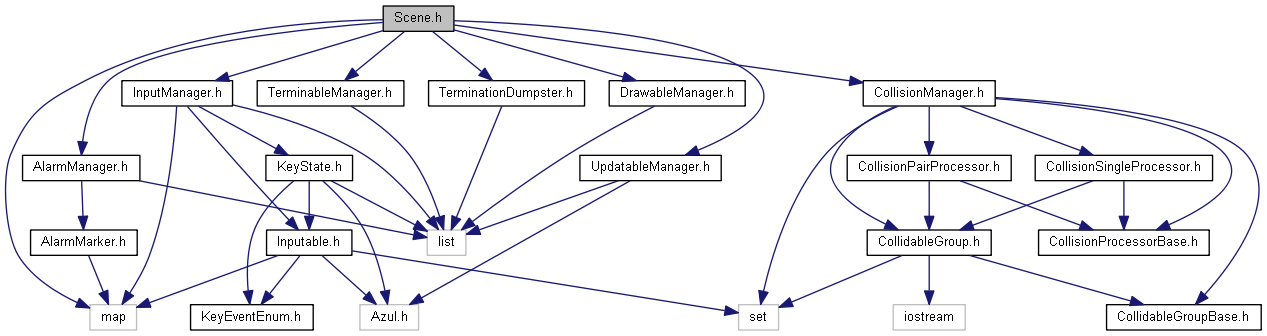 Scene.h
InputManager.h
TerminableManager.h
TerminationDumpster.h
DrawableManager.h
CollisionManager.h
AlarmManager.h
KeyState.h
UpdatableManager.h
CollisionPairProcessor.h
CollisionSingleProcessor.h
AlarmMarker.h
Inputable.h
list
CollidableGroup.h
CollisionProcessorBase.h
map
KeyEventEnum.h
Azul.h
set
iostream
CollidableGroupBase.h